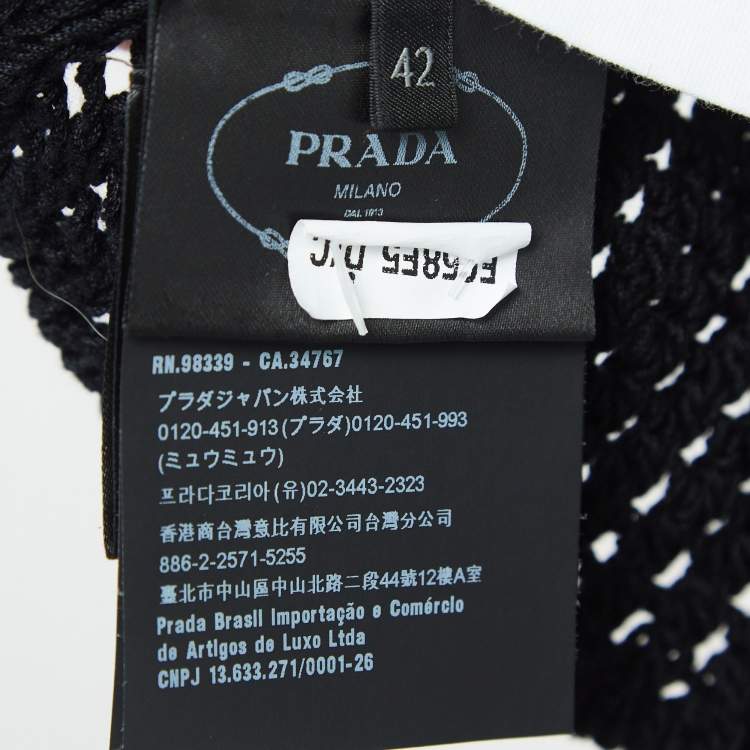 42
PRADA
MILANO
DAL 1913
RN.98339 - CA.34767
プラダジャパン株式会社
0120-451-913(プラダ)0120-451-993
(ミュウミュウ)
프라다코리아(유)02-3443-2323
香港商台灣意比有限公司台灣分公司
886-2-2571-5255
臺北市中山區中山北路二段44號12樓A室
Prada Brasil Importação e Comércio
de Artigos de Luxo Ltda
CNPJ 13.633.271/0001-26